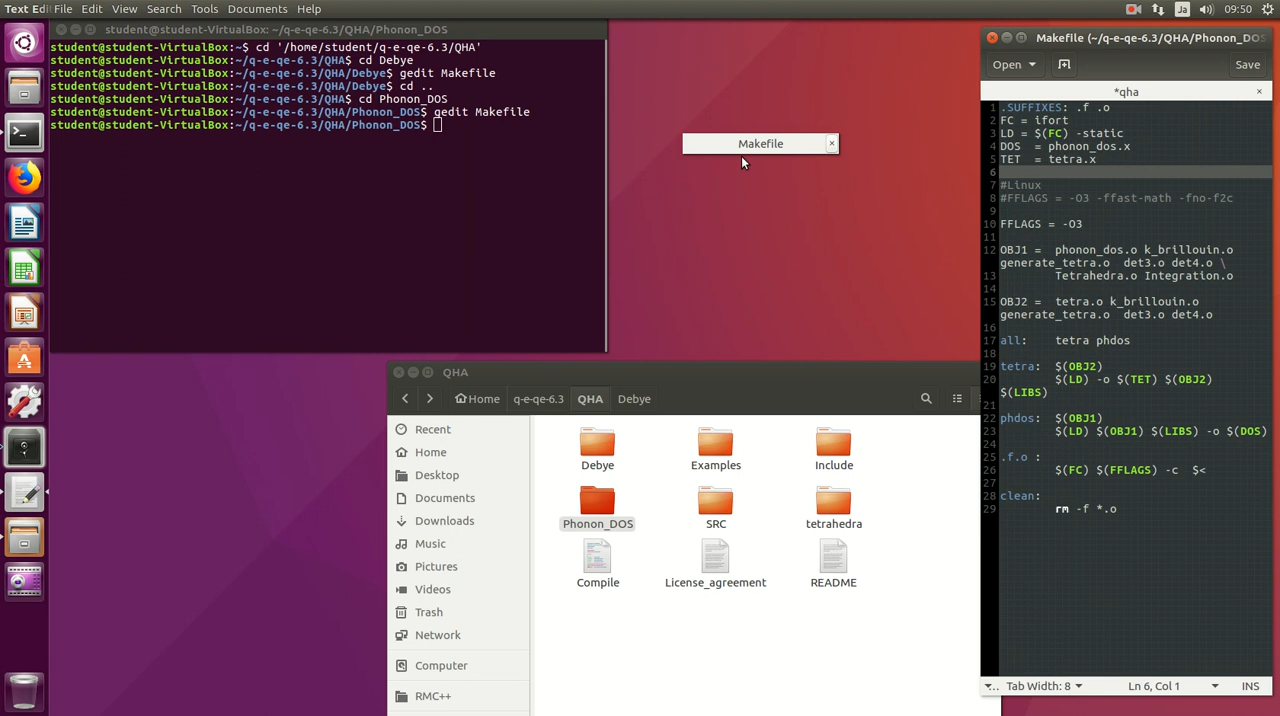 Text Edi File Edit View Search Tools Documents Help
Ja 09:50
student@student-VirtualBox: ~/q-e-qe-6.3/QHA/Phonon_DOS
student@student-VirtualBox:~$ cd '/home/student/q-e-qe-6.3/QHA'
student@student-VirtualBox:~/q-e-qe-6.3/QHA$ cd Debye
student@student-VirtualBox:~/q-e-qe-6.3/QHA/Debye$ gedit Makefile
student@student-VirtualBox:~/q-e-qe-6.3/QHA/Debye$ cd ..
student@student-VirtualBox:~/q-e-qe-6.3/QHA$ cd Phonon_DOS
student@student-VirtualBox:~/q-e-qe-6.3/QHA/Phonon_DOS$ gedit Makefile
student@student-VirtualBox:~/q-e-qe-6.3/QHA/Phonon_DOS$
Makefile
QHA
Home q-e-qe-6.3 QHA Debye
Recent
Home
Desktop
Documents
Downloads
Music
Pictures
Videos
Trash
Network
Computer
RMC++
Debye Examples Include
Phonon_DOS SRC tetrahedra
Compile License_agreement README
Makefile (~/q-e-qe-6.3/QHA/Phonon_DOS
Open Save
*qha
1 .SUFFIXES: .f .o
2 FC = ifort
3 LD = $(FC) -static
4 DOS = phonon_dos.x
5 TET = tetra.x
6
7 #Linux
8 #FFLAGS = -O3 -ffast-math -fno-f2c
9
10 FFLAGS = -O3
11
12 OBJ1 = phonon_dos.o k_brillouin.o
generate_tetra.o det3.o det4.o \
13 Tetrahedra.o Integration.o
14
15 OBJ2 = tetra.o k_brillouin.o
generate_tetra.o det3.o det4.o
16
17 all: tetra phdos
18
19 tetra: $(OBJ2)
20 $(LD) -o $(TET) $(OBJ2)
$(LIBS)
21
22 phdos: $(OBJ1)
23 $(LD) $(OBJ1) $(LIBS) -o $(DOS)
24
25 .f.o :
26 $(FC) $(FFLAGS) -c $<
27
28 clean:
29 rm -f *.o
Tab Width: 8 Ln 6, Col 1 INS